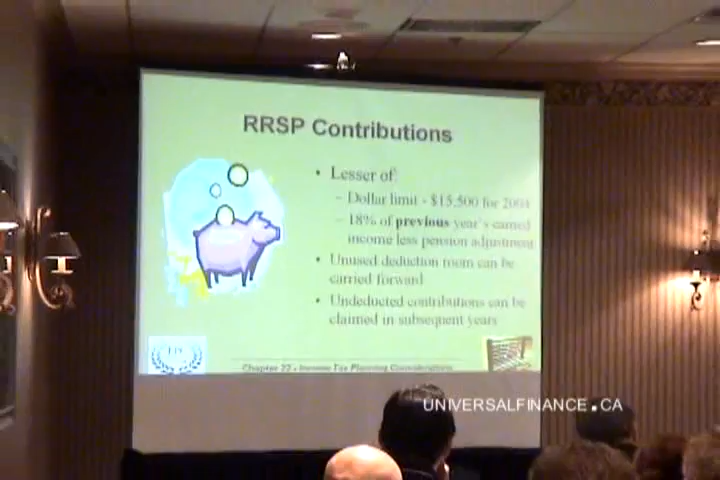 RRSP Contributions
• Lesser of:
– Dollar limit - $15,500 for 2004
– 18% of previous year's earned
income less pension adjustment
• Unused deduction room can be
carried forward
• Undeducted contributions can be
claimed in subsequent years
Chapter 22 - Income Tax Planning Considerations
UNIVERSALFINANCE.CA